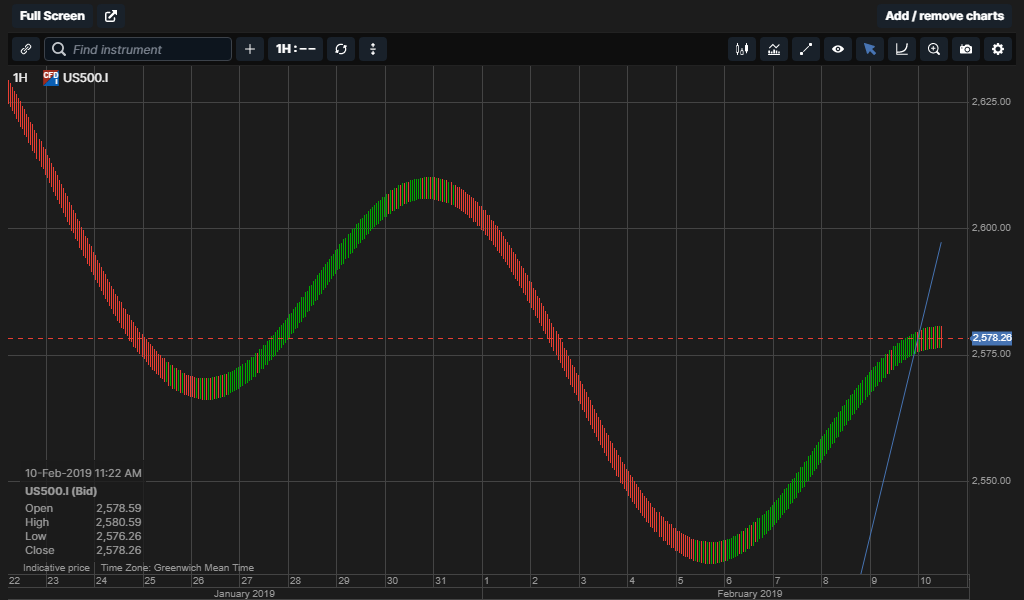 Full Screen
Add / remove charts
Find instrument
1H : – –
1H CFD I US500.I
2,625.00
2,600.00
2,578.26
2,575.00
2,550.00
10-Feb-2019 11:22 AM
US500.I (Bid)
Open 2,578.59
High 2,580.59
Low 2,576.26
Close 2,578.26
Indicative price Time Zone: Greenwich Mean Time
22 23 24 25 26 27 28 29 30 31 1 2 3 4 5 6 7 8 9 10
January 2019 February 2019